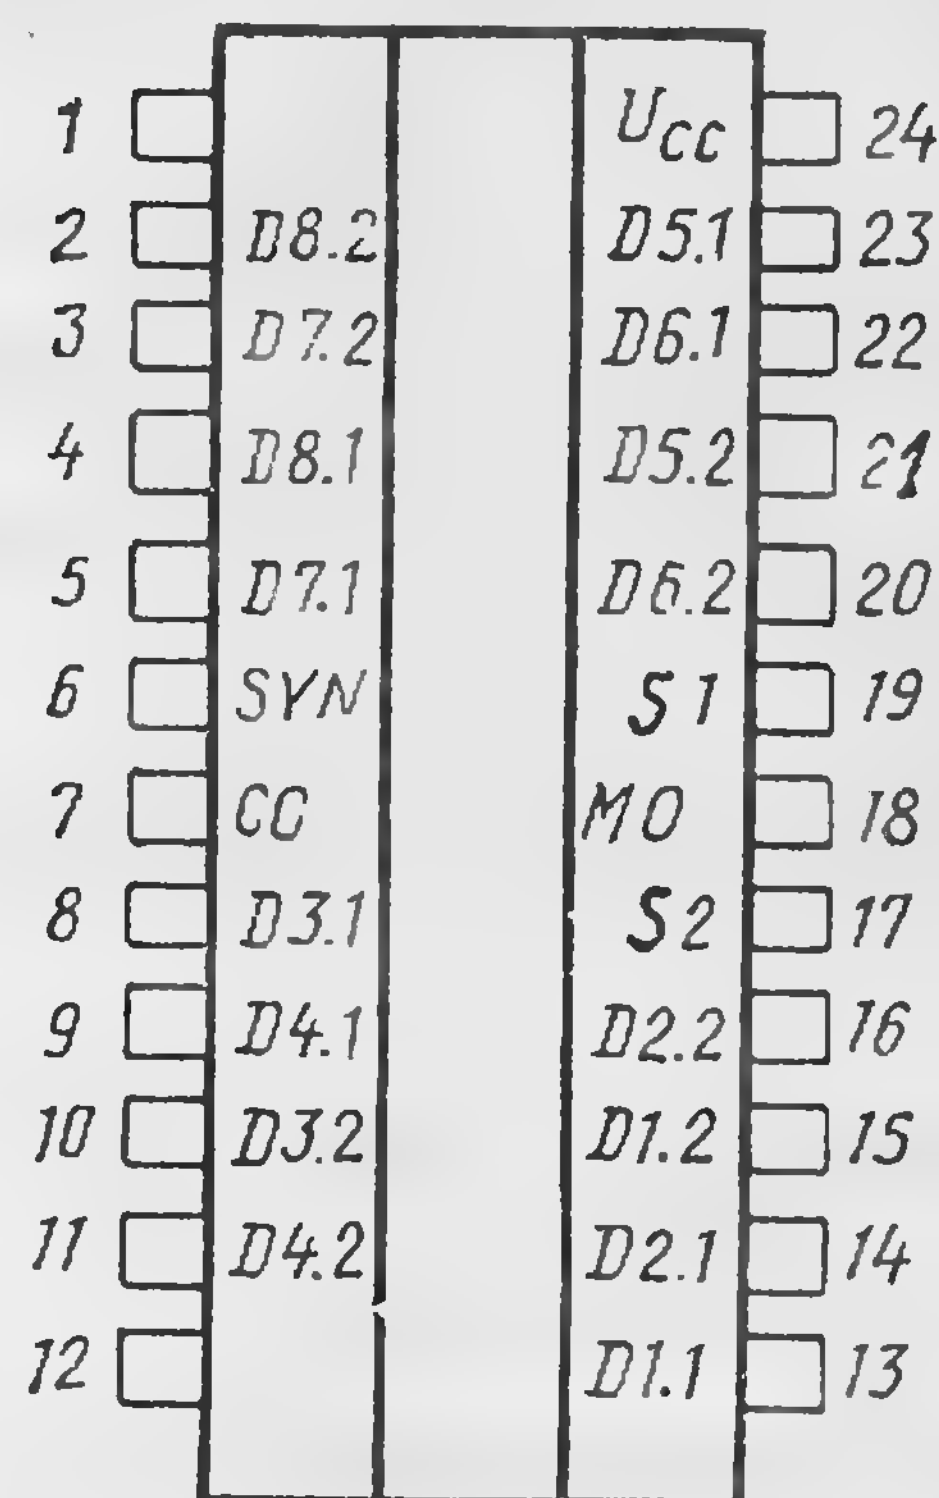 1 U_CC 24
2 D8.2 D5.1 23
3 D7.2 D6.1 22
4 D8.1 D5.2 21
5 D7.1 D6.2 20
6 SYN S1 19
7 CO MO 18
8 D3.1 S2 17
9 D4.1 D2.2 16
10 D3.2 D1.2 15
11 D4.2 D2.1 14
12 D1.1 13